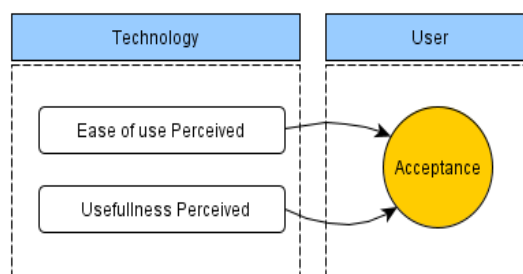 Technology
User
Ease of use Perceived
Acceptance
Usefullness Perceived